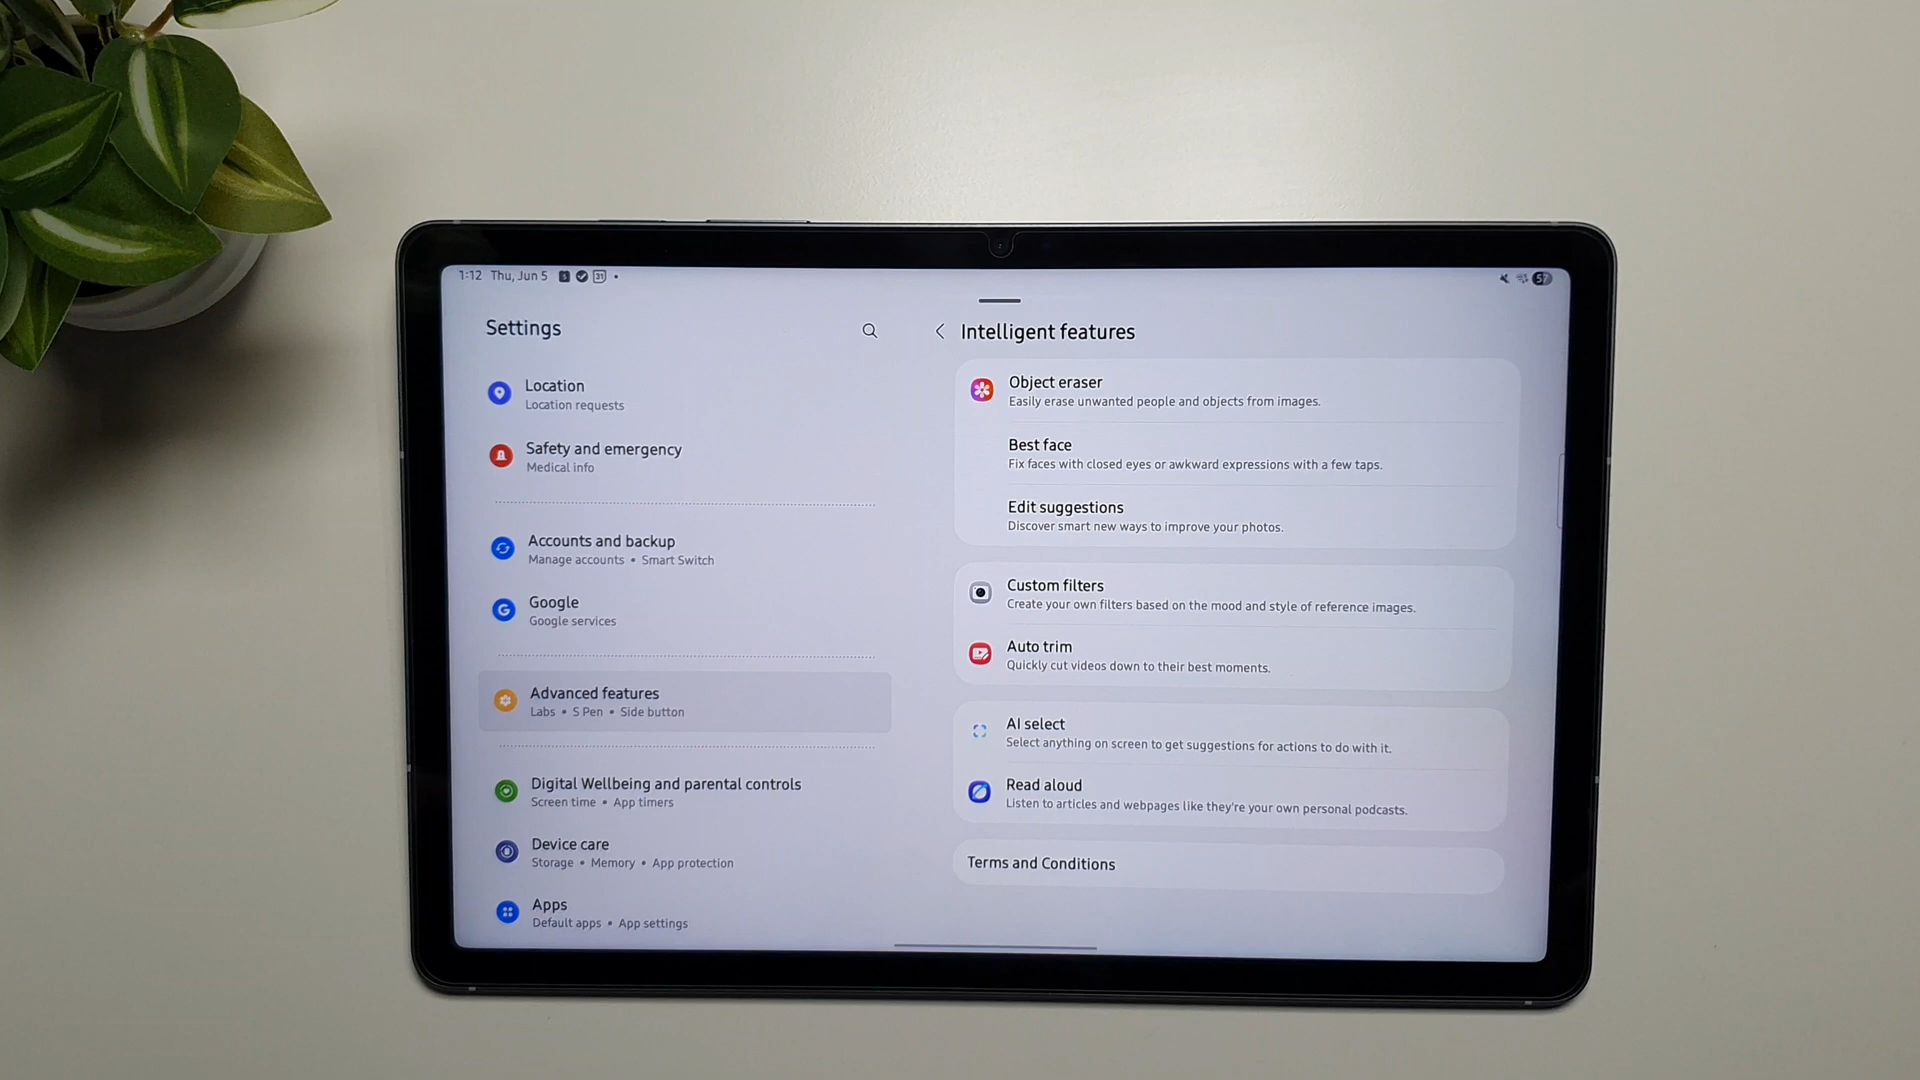 1:12 Thu, Jun 5
31
Settings
Location
Location requests
Safety and emergency
Medical info
Accounts and backup
Manage accounts • Smart Switch
Google
Google services
Advanced features
Labs • S Pen • Side button
Digital Wellbeing and parental controls
Screen time • App timers
Device care
Storage • Memory • App protection
Apps
Default apps • App settings
Intelligent features
Object eraser
Easily erase unwanted people and objects from images.
Best face
Fix faces with closed eyes or awkward expressions with a few taps.
Edit suggestions
Discover smart new ways to improve your photos.
Custom filters
Create your own filters based on the mood and style of reference images.
Auto trim
Quickly cut videos down to their best moments.
AI select
Select anything on screen to get suggestions for actions to do with it.
Read aloud
Listen to articles and webpages like they're your own personal podcasts.
Terms and Conditions